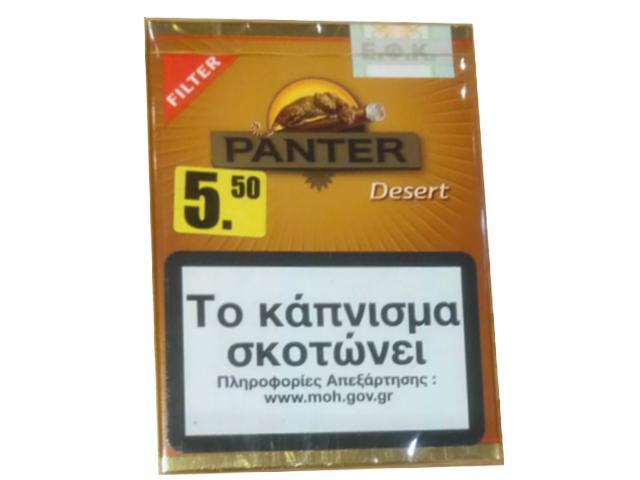 Ε.Φ.Κ.
FILTER
PANTER
Desert
5.50
Το κάπνισμα
σκοτώνει
Πληροφορίες Απεξάρτησης :
www.moh.gov.gr